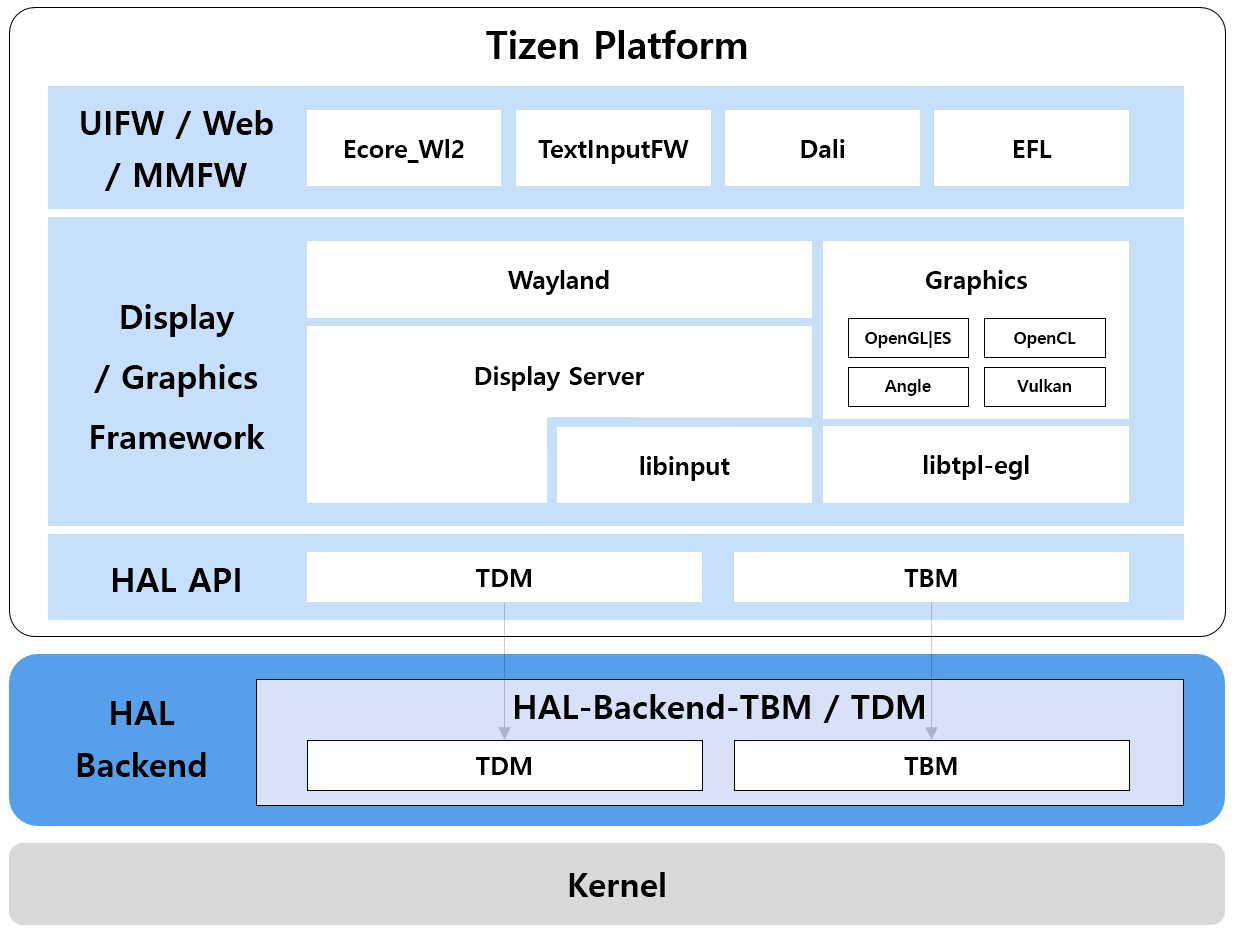 Tizen Platform
UIFW / Web
/ MMFW
Ecore_Wl2
TextInputFW
Dali
EFL
Display
/ Graphics
Framework
Wayland
Display Server
libinput
Graphics
OpenGL|ES
OpenCL
Angle
Vulkan
libtpl-egl
HAL API
TDM
TBM
HAL
Backend
HAL-Backend-TBM / TDM
TDM
TBM
Kernel